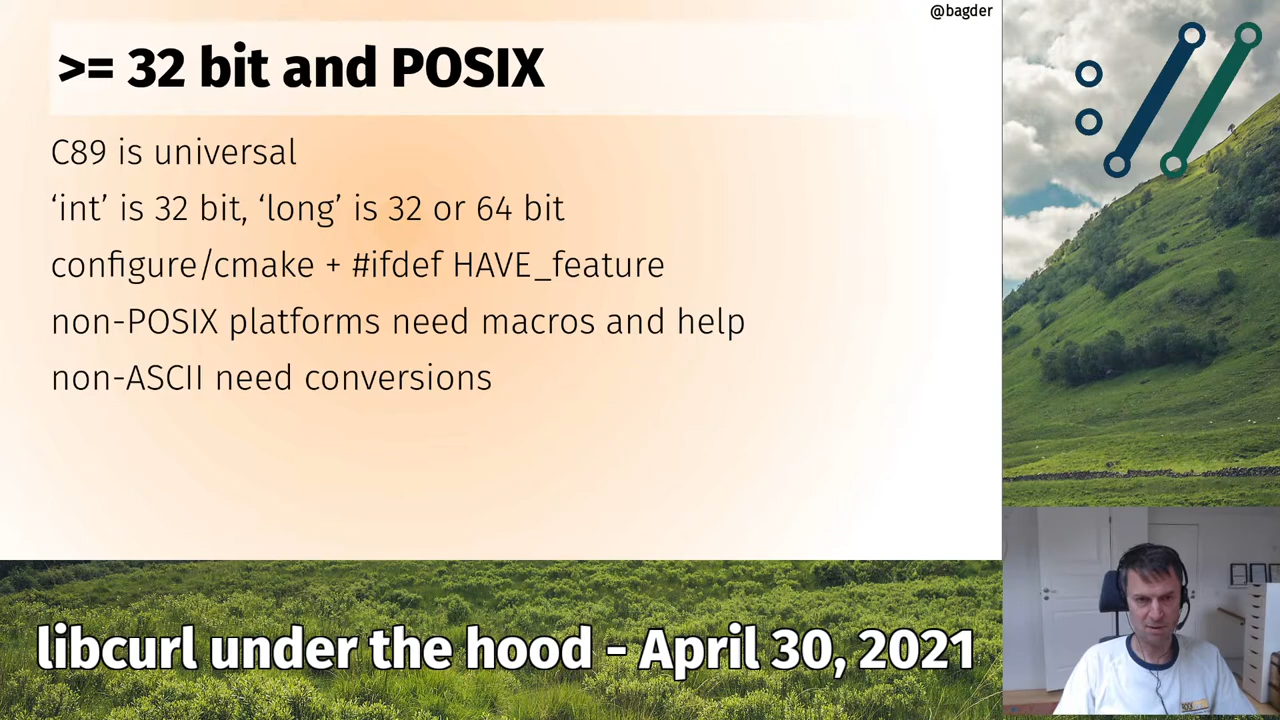 @bagder
>= 32 bit and POSIX
C89 is universal
‘int’ is 32 bit, ‘long’ is 32 or 64 bit
configure/cmake + #ifdef HAVE_feature
non-POSIX platforms need macros and help
non-ASCII need conversions
libcurl under the hood - April 30, 2021